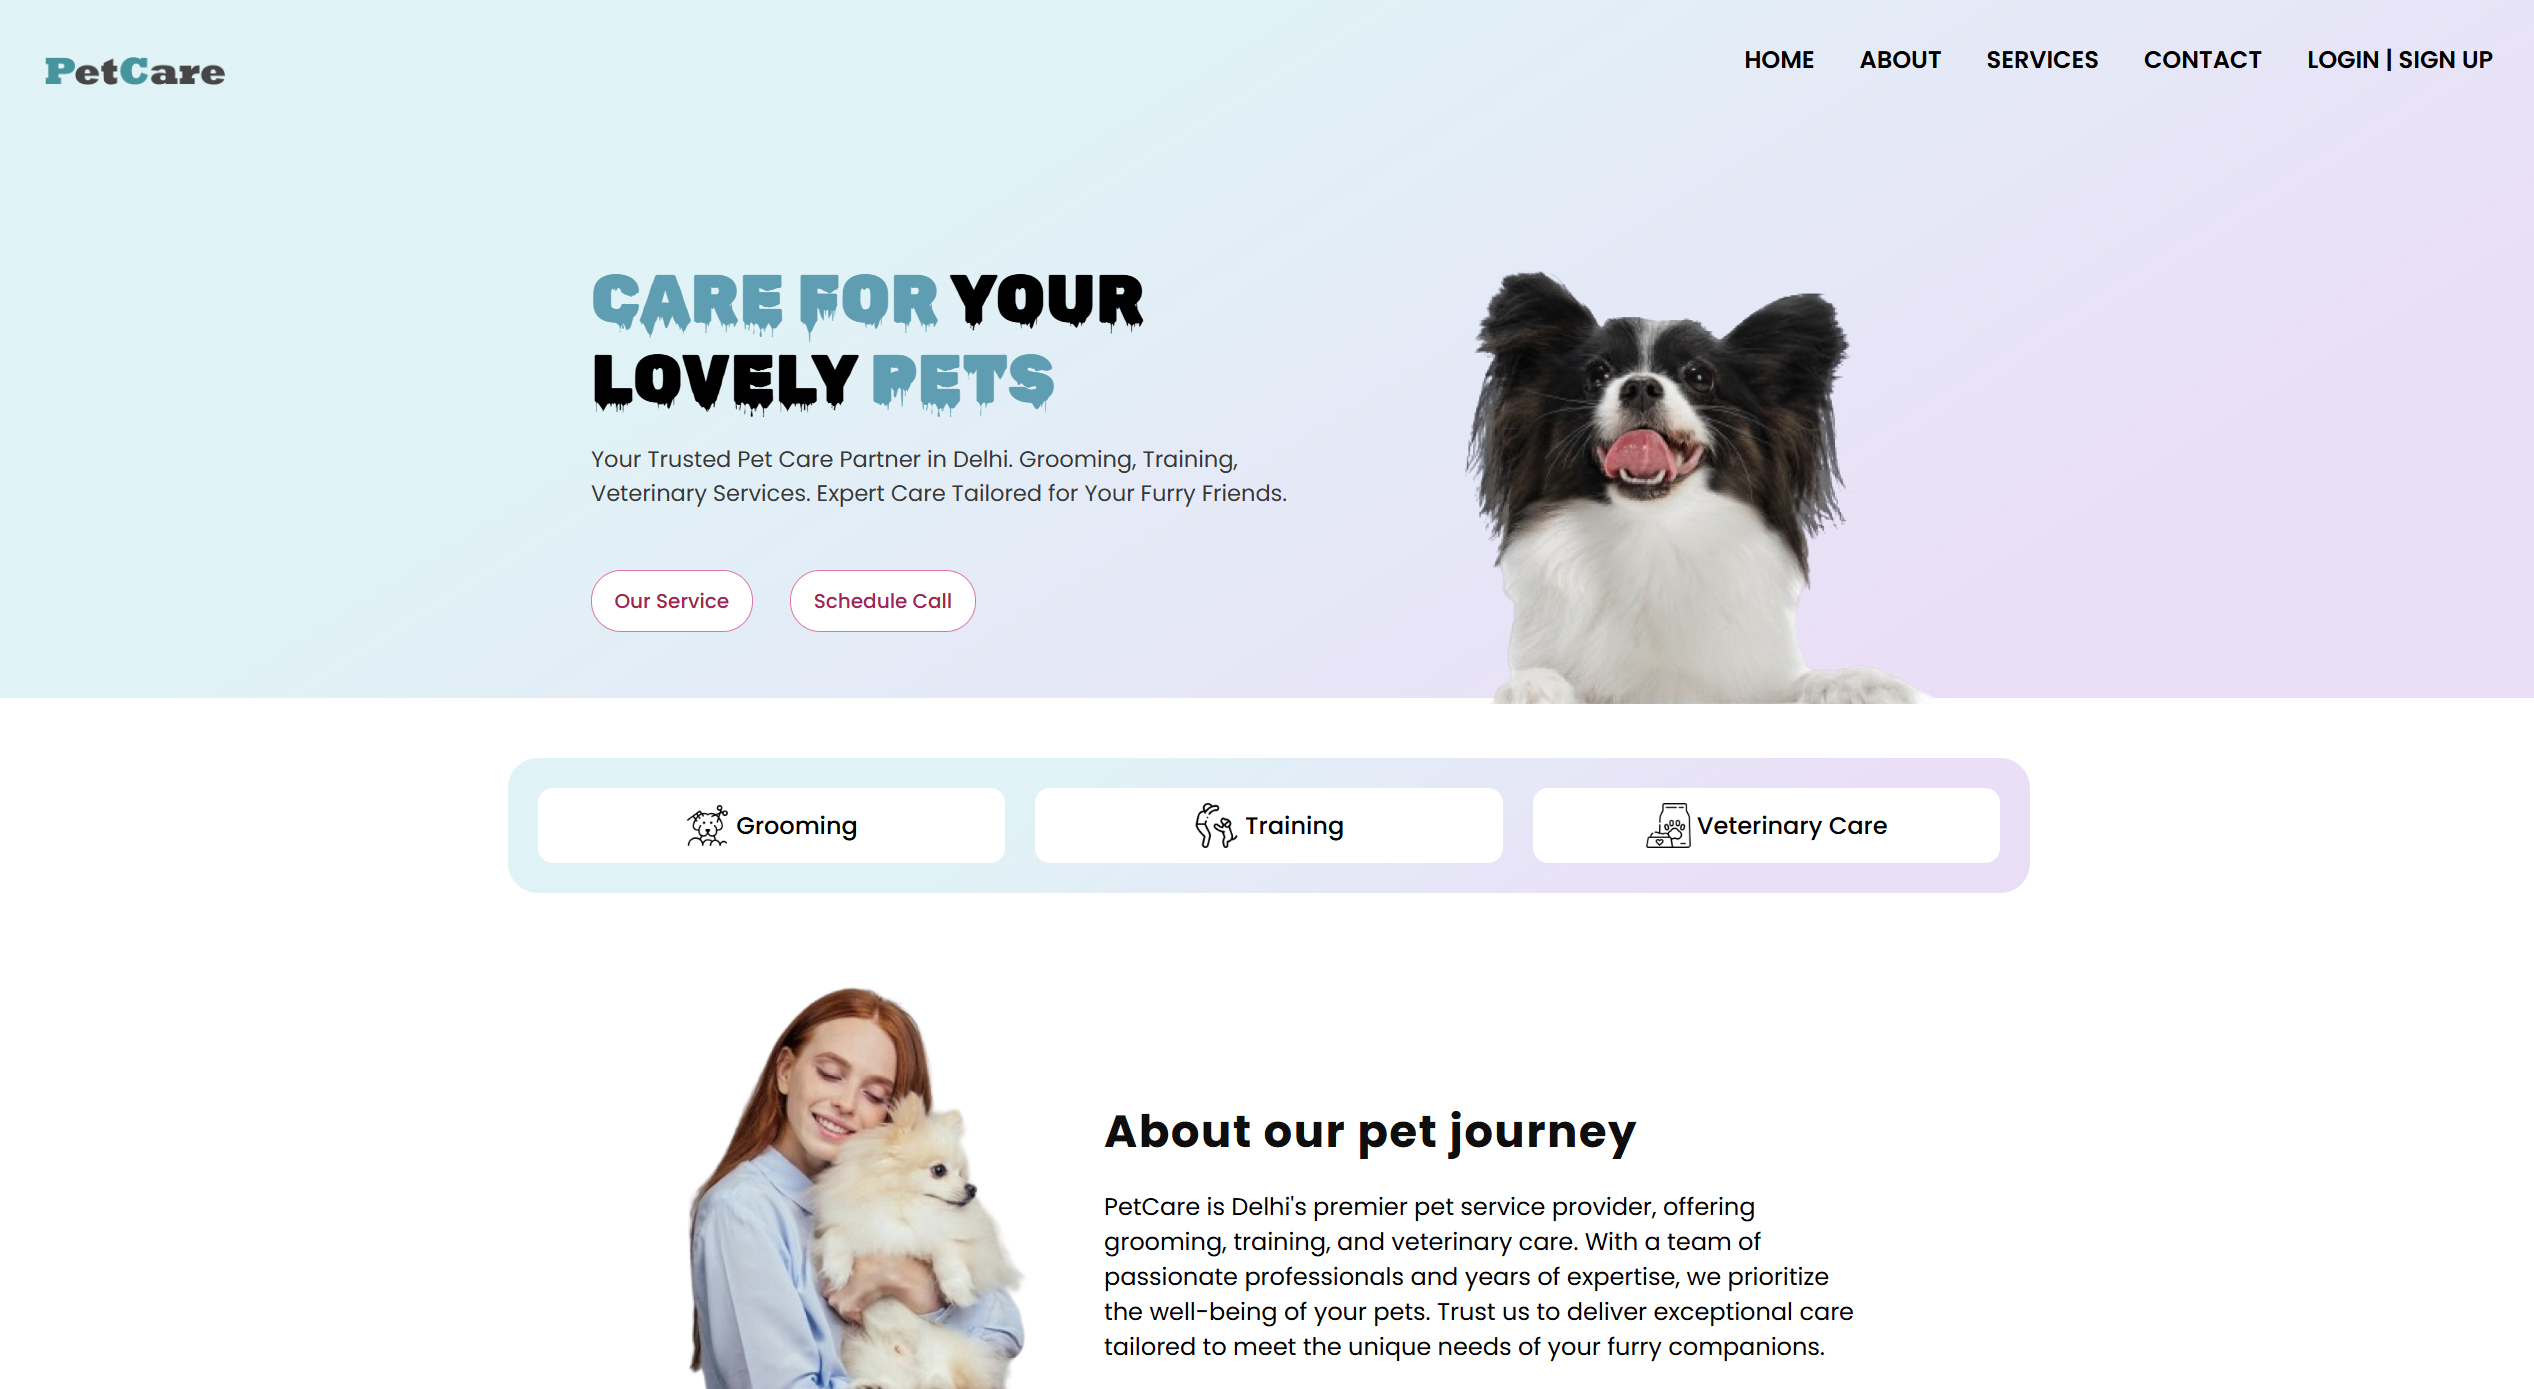 PetCare
HOME ABOUT SERVICES CONTACT LOGIN | SIGN UP
CARE FOR YOUR
LOVELY PETS
Your Trusted Pet Care Partner in Delhi. Grooming, Training,
Veterinary Services. Expert Care Tailored for Your Furry Friends.
Our Service Schedule Call
Grooming Training Veterinary Care
About our pet journey
PetCare is Delhi's premier pet service provider, offering
grooming, training, and veterinary care. With a team of
passionate professionals and years of expertise, we prioritize
the well-being of your pets. Trust us to deliver exceptional care
tailored to meet the unique needs of your furry companions.